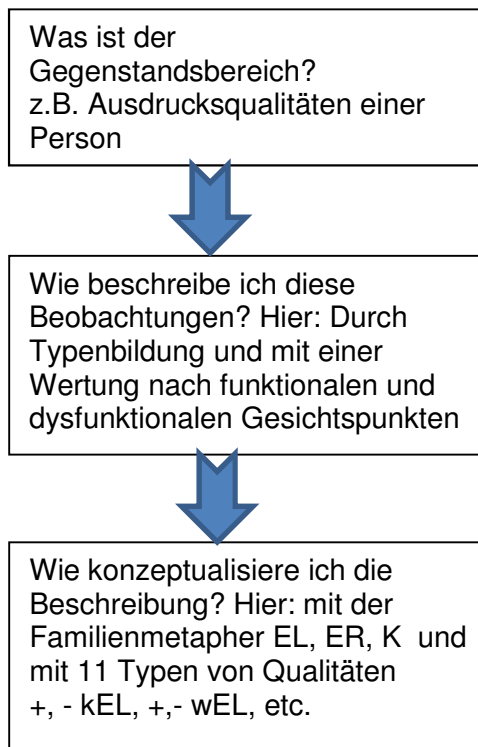 Was ist der
Gegenstandsbereich?
z.B. Ausdrucksqualitäten einer
Person
Wie beschreibe ich diese
Beobachtungen? Hier: Durch
Typenbildung und mit einer
Wertung nach funktionalen und
dysfunktionalen Gesichtspunkten
Wie konzeptualisiere ich die
Beschreibung? Hier: mit der
Familienmetapher EL, ER, K und
mit 11 Typen von Qualitäten
+, - kEL, +,- wEL, etc.